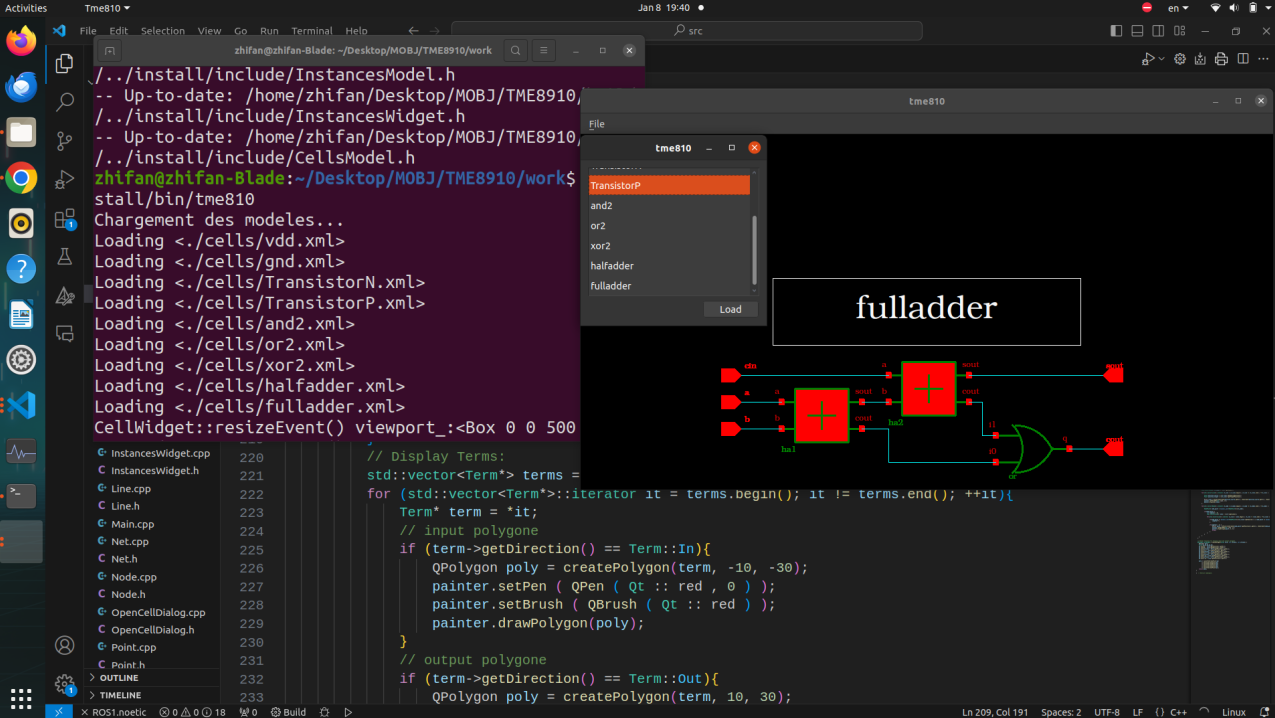 Activities
Tme810
Jan 8 19:40
en
File Edit Selection View Go Run Terminal Help
src
zhifan@zhifan-Blade: ~/Desktop/MOBJ/TME8910/work
/../install/include/InstancesModel.h
-- Up-to-date: /home/zhifan/Desktop/MOBJ/TME8910/
/../install/include/InstancesWidget.h
-- Up-to-date: /home/zhifan/Desktop/MOBJ/TME8910/
/../install/include/CellsModel.h
zhifan@zhifan-Blade:~/Desktop/MOBJ/TME8910/work$
stall/bin/tme810
Chargement des modeles...
Loading <./cells/vdd.xml>
Loading <./cells/gnd.xml>
Loading <./cells/TransistorN.xml>
Loading <./cells/TransistorP.xml>
Loading <./cells/and2.xml>
Loading <./cells/or2.xml>
Loading <./cells/xor2.xml>
Loading <./cells/halfadder.xml>
Loading <./cells/fulladder.xml>
CellWidget::resizeEvent() viewport_:<Box 0 0 500
tme810
File
tme810
TransistorP
and2
or2
xor2
halfadder
fulladder
Load
fulladder
cin
a sout
sout
a
a sout
b cout
b
b cout
ha2
ha1
i1
q
cout
i0
or
InstancesWidget.cpp
InstancesWidget.h
Line.cpp
Line.h
Main.cpp
Net.cpp
Net.h
Node.cpp
Node.h
OpenCellDialog.cpp
OpenCellDialog.h
Point.cpp
Point.h
OUTLINE
TIMELINE
220 // Display Terms:
221 std::vector<Term*> terms =
222 for (std::vector<Term*>::iterator it = terms.begin(); it != terms.end(); ++it){
223 Term* term = *it;
224 // input polygone
225 if (term->getDirection() == Term::In){
226 QPolygon poly = createPolygon(term, -10, -30);
227 painter.setPen ( QPen ( Qt :: red , 0 ) );
228 painter.setBrush ( QBrush ( Qt :: red ) );
229 painter.drawPolygon(poly);
230 }
231 // output polygone
232 if (term->getDirection() == Term::Out){
233 QPolygon poly = createPolygon(term, 10, 30);
1
1
ROS1.noetic 0 0 18 0 Build
Ln 209, Col 191 Spaces: 2 UTF-8 LF {} C++ Linux